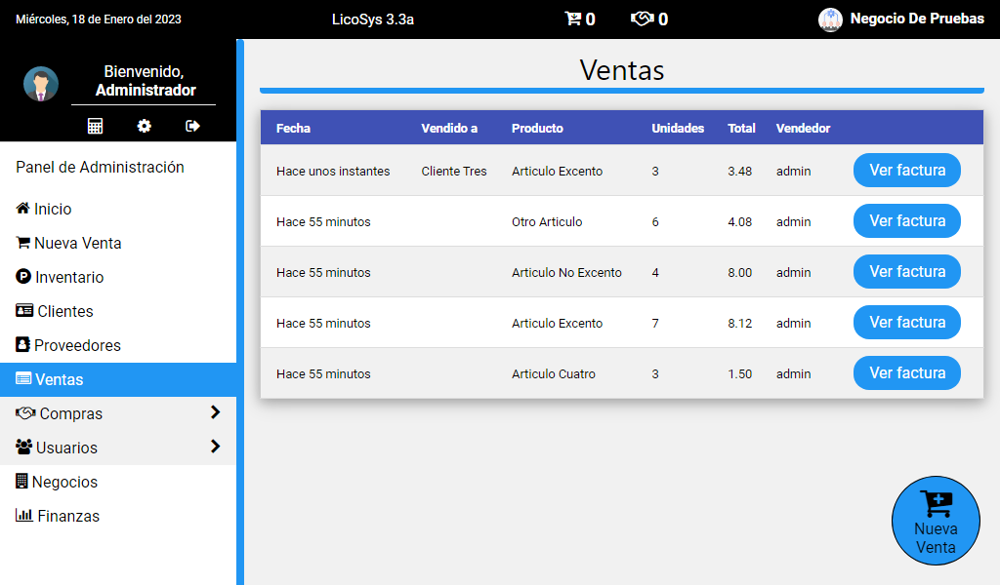 Miércoles, 18 de Enero del 2023
LicoSys 3.3a
0
0
Negocio De Pruebas
Bienvenido,
Administrador
Panel de Administración
Inicio
Nueva Venta
Inventario
Clientes
Proveedores
Ventas
Compras
Usuarios
Negocios
Finanzas
Ventas
Fecha Vendido a Producto Unidades Total Vendedor
Hace unos instantes Cliente Tres Articulo Excento 3 3.48 admin Ver factura
Hace 55 minutos Otro Articulo 6 4.08 admin Ver factura
Hace 55 minutos Articulo No Excento 4 8.00 admin Ver factura
Hace 55 minutos Articulo Excento 7 8.12 admin Ver factura
Hace 55 minutos Articulo Cuatro 3 1.50 admin Ver factura
Nueva
Venta